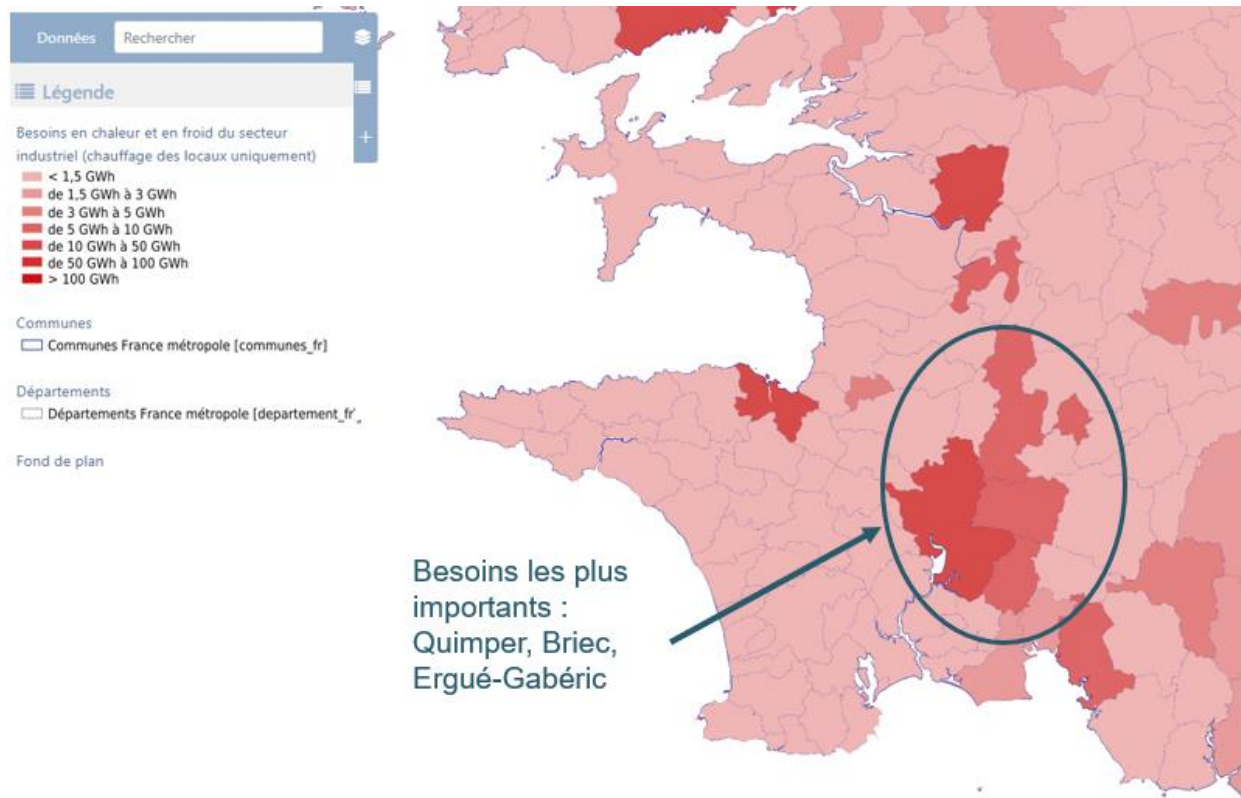 Données
Rechercher
Légende
Besoins en chaleur et en froid du secteur
industriel (chauffage des locaux uniquement)
< 1,5 GWh
de 1,5 GWh à 3 GWh
de 3 GWh à 5 GWh
de 5 GWh à 10 GWh
de 10 GWh à 50 GWh
de 50 GWh à 100 GWh
> 100 GWh
Communes
Communes France métropole [communes_fr]
Départements
Départements France métropole [departement_fr]
Fond de plan
Besoins les plus
importants :
Quimper, Briec,
Ergué-Gabéric